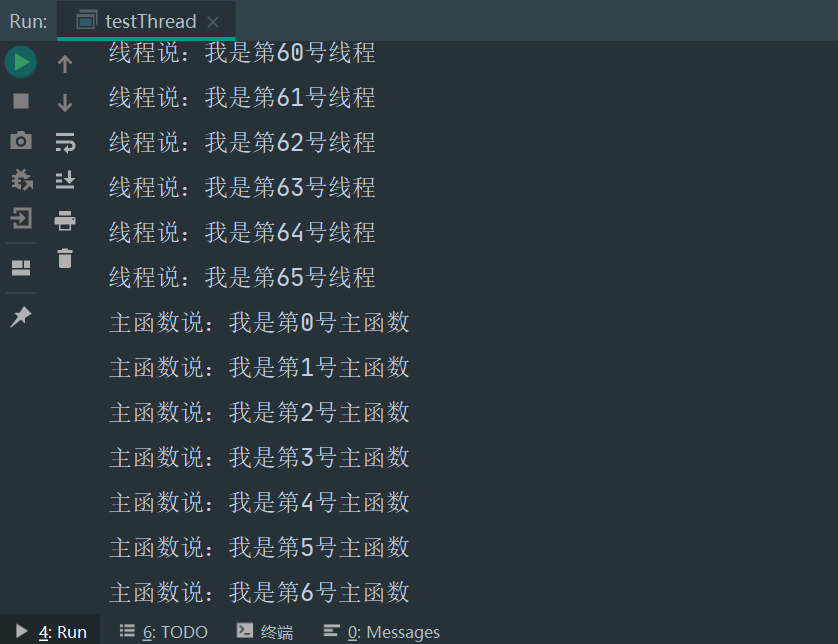 Run: testThread
线程说：我是第60号线程
线程说：我是第61号线程
线程说：我是第62号线程
线程说：我是第63号线程
线程说：我是第64号线程
线程说：我是第65号线程
主函数说：我是第0号主函数
主函数说：我是第1号主函数
主函数说：我是第2号主函数
主函数说：我是第3号主函数
主函数说：我是第4号主函数
主函数说：我是第5号主函数
主函数说：我是第6号主函数
4: Run 6: TODO 终端 0: Messages